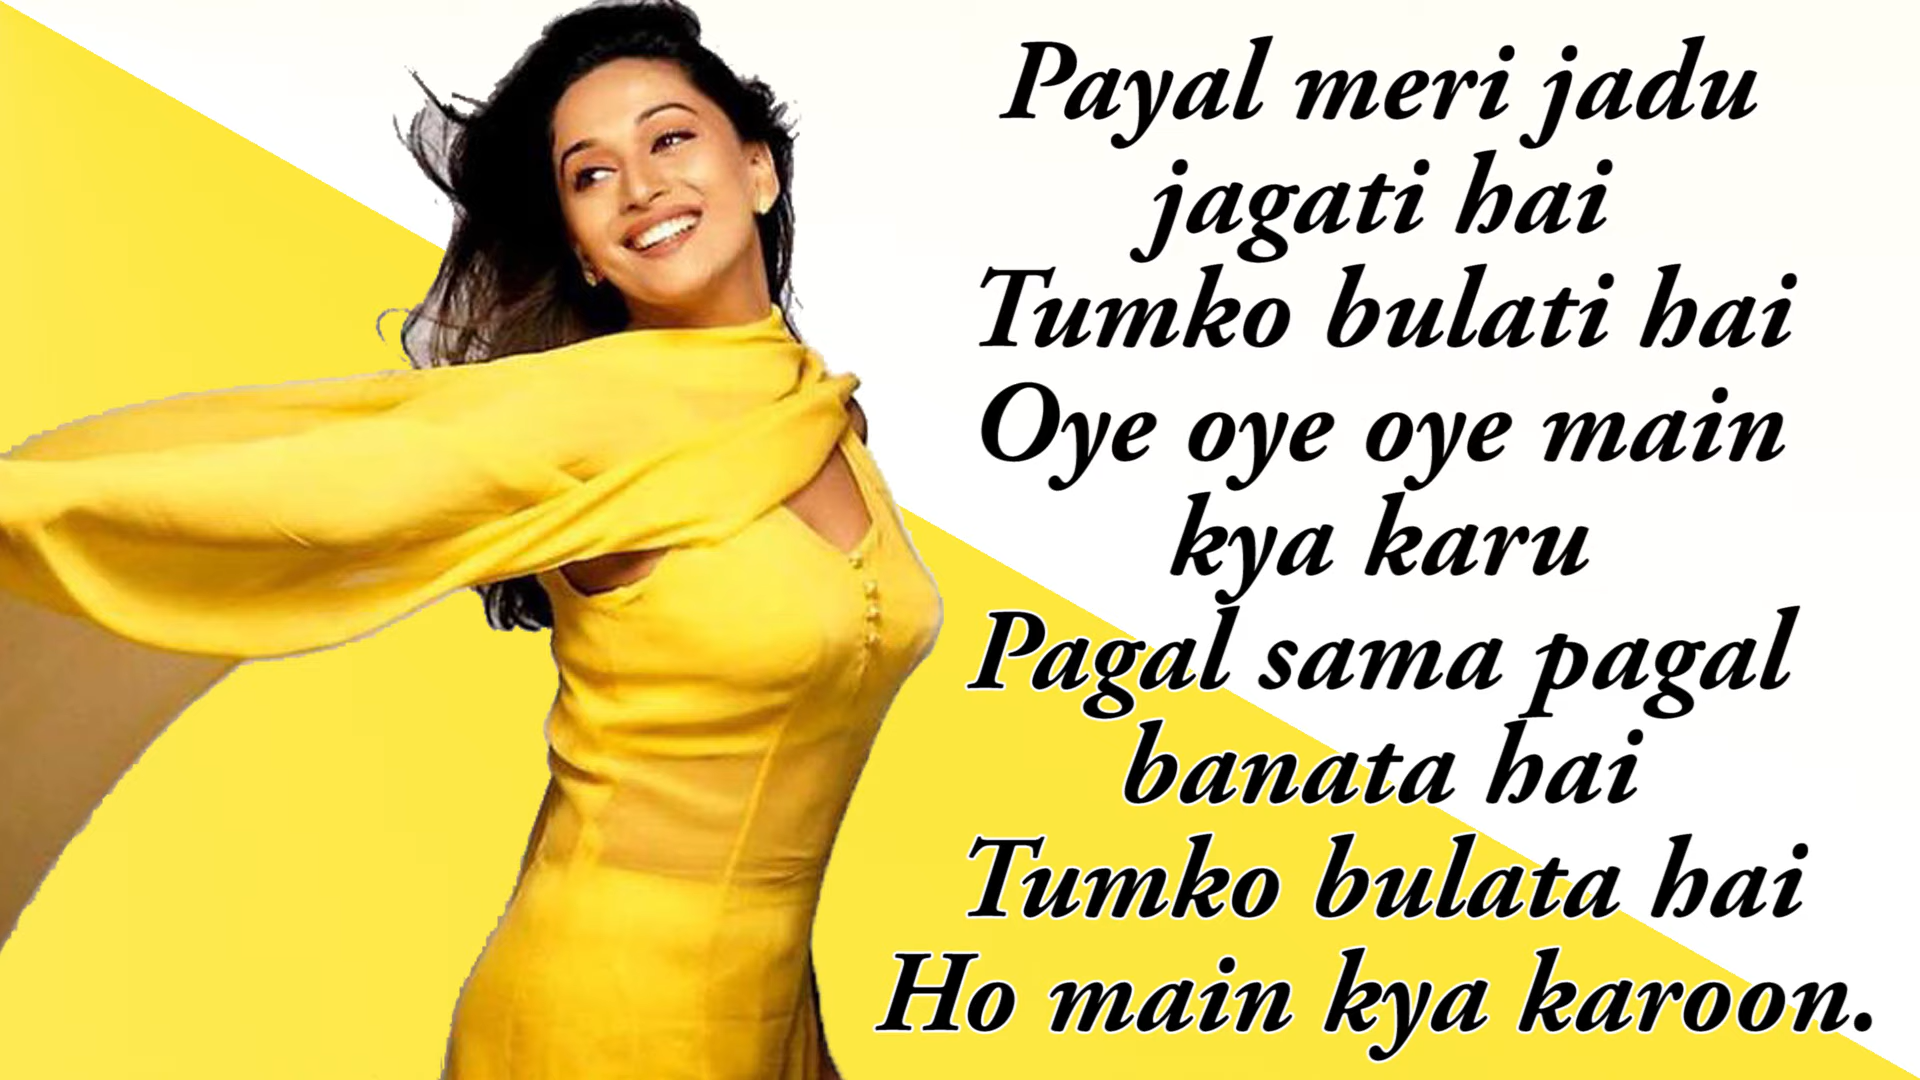 Payal meri jadu
jagati hai
Tumko bulati hai
Oye oye oye main
kya karu
Pagal sama pagal
banata hai
Tumko bulata hai
Ho main kya karoon.